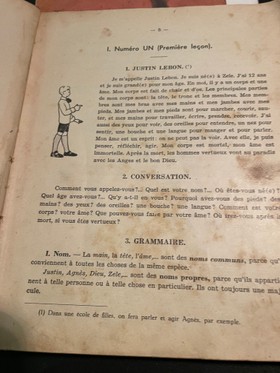 — 8 —
I. Numéro UN (Première leçon).
1. JUSTIN LEBON. (¹)
Je m'appelle Justin Lebon. Je suis né(e) à Zele. J'ai 12 ans
et je suis grand(e) pour mon âge. En moi, il y a un corps et une
âme. Mon corps est fait de chair et d'os. Les principales parties
de mon corps sont: la tête, le tronc et les membres. Mes mem-
bres sont mes bras avec mes mains et mes jambes avec mes
pieds. Mes jambes et mes pieds sont pour marcher, courir, sau-
ter, et mes mains pour travailler, écrire, prendre, recevoir. J'ai
aussi des yeux pour voir, des oreilles pour entendre, un nez pour
sentir, une bouche et une langue pour manger et pour parler.
Mon âme est un esprit: on ne peut pas la voir. Avec elle, je puis
penser, réfléchir, agir. Mon corps est mortel, mon âme est
immortelle. Après la mort, les hommes vertueux vont au paradis
avec les Anges et le bon Dieu.
2. CONVERSATION.
Comment vous appelez-vous?.. Quel est votre nom?... Où êtes-vous né(e)?
Quel âge avez-vous?... Qu'y a-t-il en vous? Pourquoi avez-vous des pieds? des
mains? des yeux? des oreilles? une bouche? une langue? Comment est votre
corps? votre âme? Que pouvez-vous faire par votre âme? Où irez-vous après la
mort, si vous êtes vertueux?
3. GRAMMAIRE.
1. Nom. — La main, la tête, l'âme,... sont des noms communs, parce qu'ils
conviennent à toutes les choses de la même espèce.
Justin, Agnès, Dieu, Zele,... sont des noms propres, parce qu'ils apparti
nent à telle personne ou à telle chose en particulier. Ils ont toujours une maj
cule.
(1) Dans une école de filles, on fera parler et agir Agnès, par exemple.